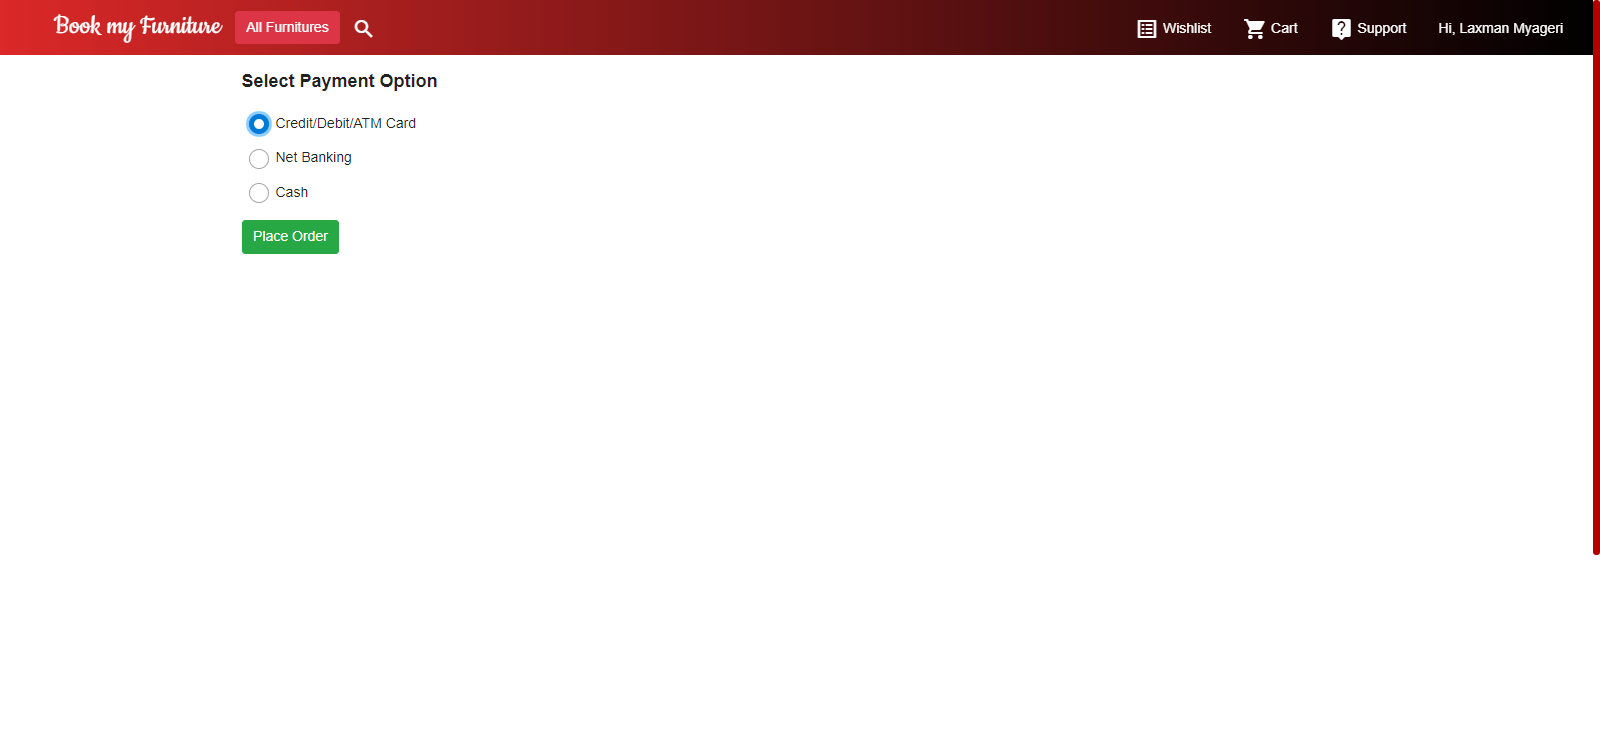 Book my Furniture All Furnitures Wishlist Cart Support Hi, Laxman Myageri
Select Payment Option
Credit/Debit/ATM Card
Net Banking
Cash
Place Order